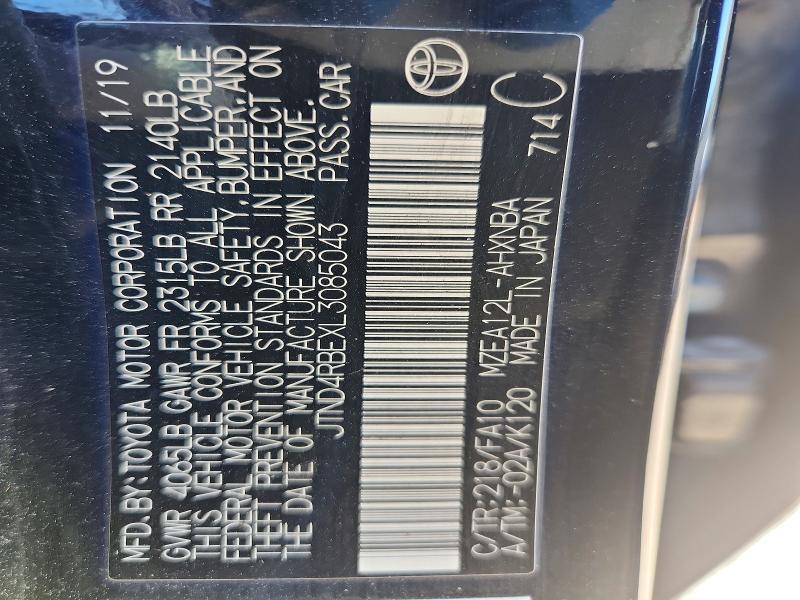 MFD.BY:TOYOTA MOTOR CORPORATION 11/19
GVWR 4065LB GAWR FR 2315LB RR 2140LB
THIS VEHICLE CONFORMS TO ALL APPLICABLE
FEDERAL MOTOR VEHICLE SAFETY,BUMPER,AND
THEFT PREVENTION STANDARDS IN EFFECT ON
THE DATE OF MANUFACTURE SHOWN ABOVE.
JTND4RBEXL3085043 PASS.CAR
C/TR:218/FA10 MZEA12L-AHXNBA
A/TM:-02A/K120 MADE IN JAPAN 714 C